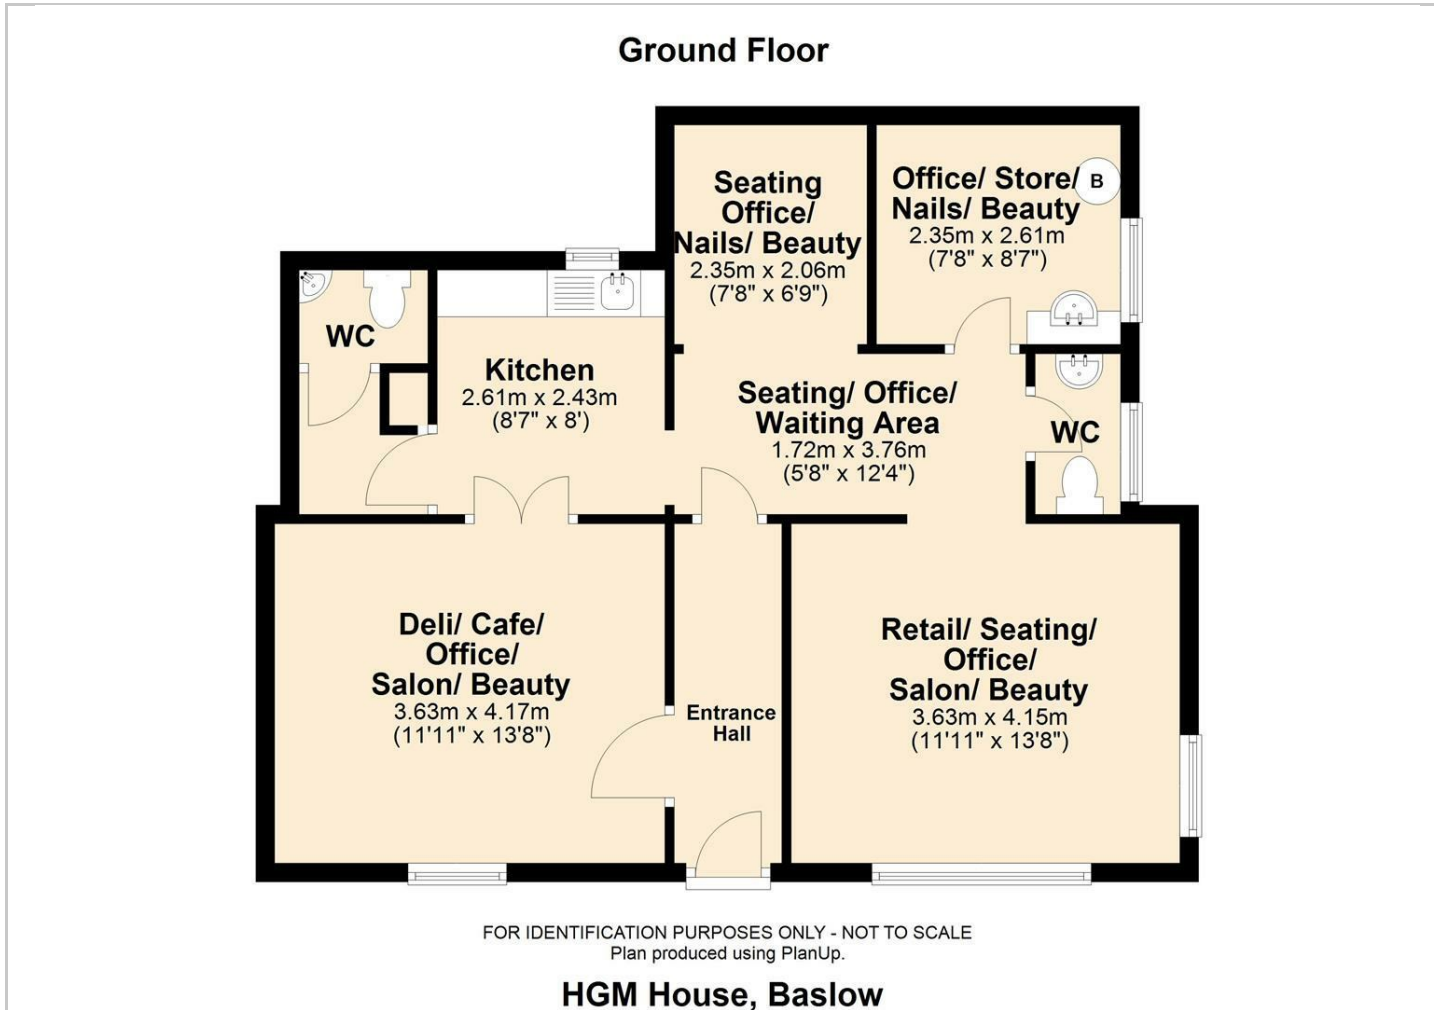 Ground Floor
Seating
Office/
Nails/ Beauty
2.35m x 2.06m
(7'8" x 6'9")
Office/ Store/
Nails/ Beauty
2.35m x 2.61m
(7'8" x 8'7")
B
WC
Kitchen
2.61m x 2.43m
(8'7" x 8')
Seating/ Office/
Waiting Area
1.72m x 3.76m
(5'8" x 12'4")
WC
Deli/ Cafe/
Office/
Salon/ Beauty
3.63m x 4.17m
(11'11" x 13'8")
Entrance
Hall
Retail/ Seating/
Office/
Salon/ Beauty
3.63m x 4.15m
(11'11" x 13'8")
FOR IDENTIFICATION PURPOSES ONLY - NOT TO SCALE
Plan produced using PlanUp.
HGM House, Baslow